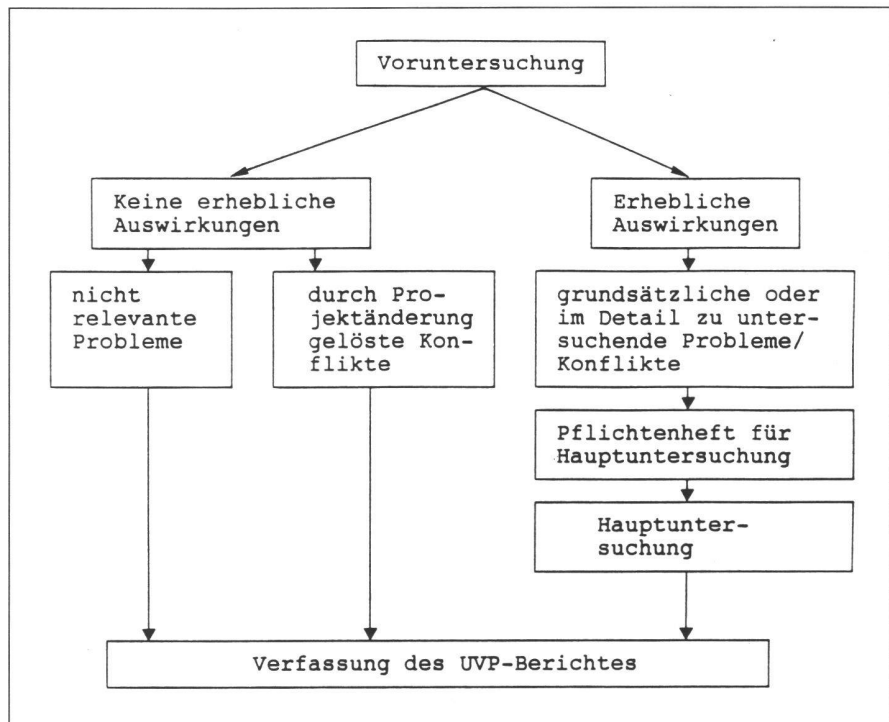 Voruntersuchung
Keine erhebliche
Auswirkungen
Erhebliche
Auswirkungen
nicht
relevante
Probleme
durch Pro-
jektänderung
gelöste Kon-
flikte
grundsätzliche oder
im Detail zu unter-
suchende Probleme/
Konflikte
Pflichtenheft für
Hauptuntersuchung
Hauptunter-
suchung
Verfassung des UVP-Berichtes